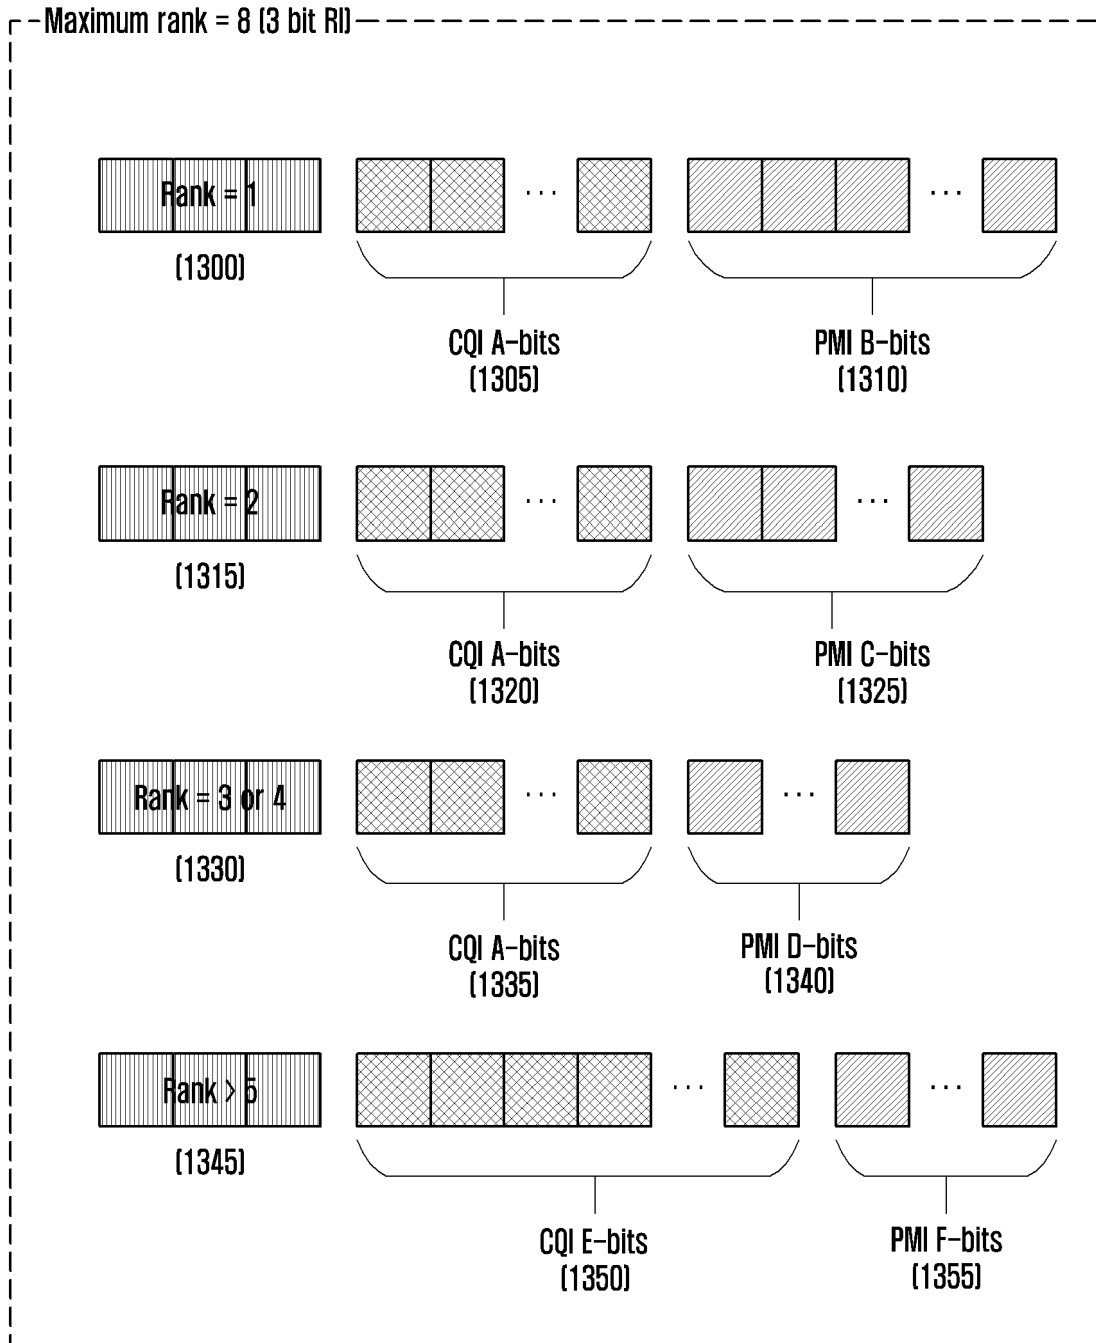 Maximum rank = 8 (3 bit RI)
Rank = 1
(1300)
...
...
CQI A-bits
(1305)
PMI B-bits
(1310)
Rank = 2
(1315)
...
...
CQI A-bits
(1320)
PMI C-bits
(1325)
Rank = 3 or 4
(1330)
...
...
CQI A-bits
(1335)
PMI D-bits
(1340)
Rank > 5
(1345)
...
...
CQI E-bits
(1350)
PMI F-bits
(1355)